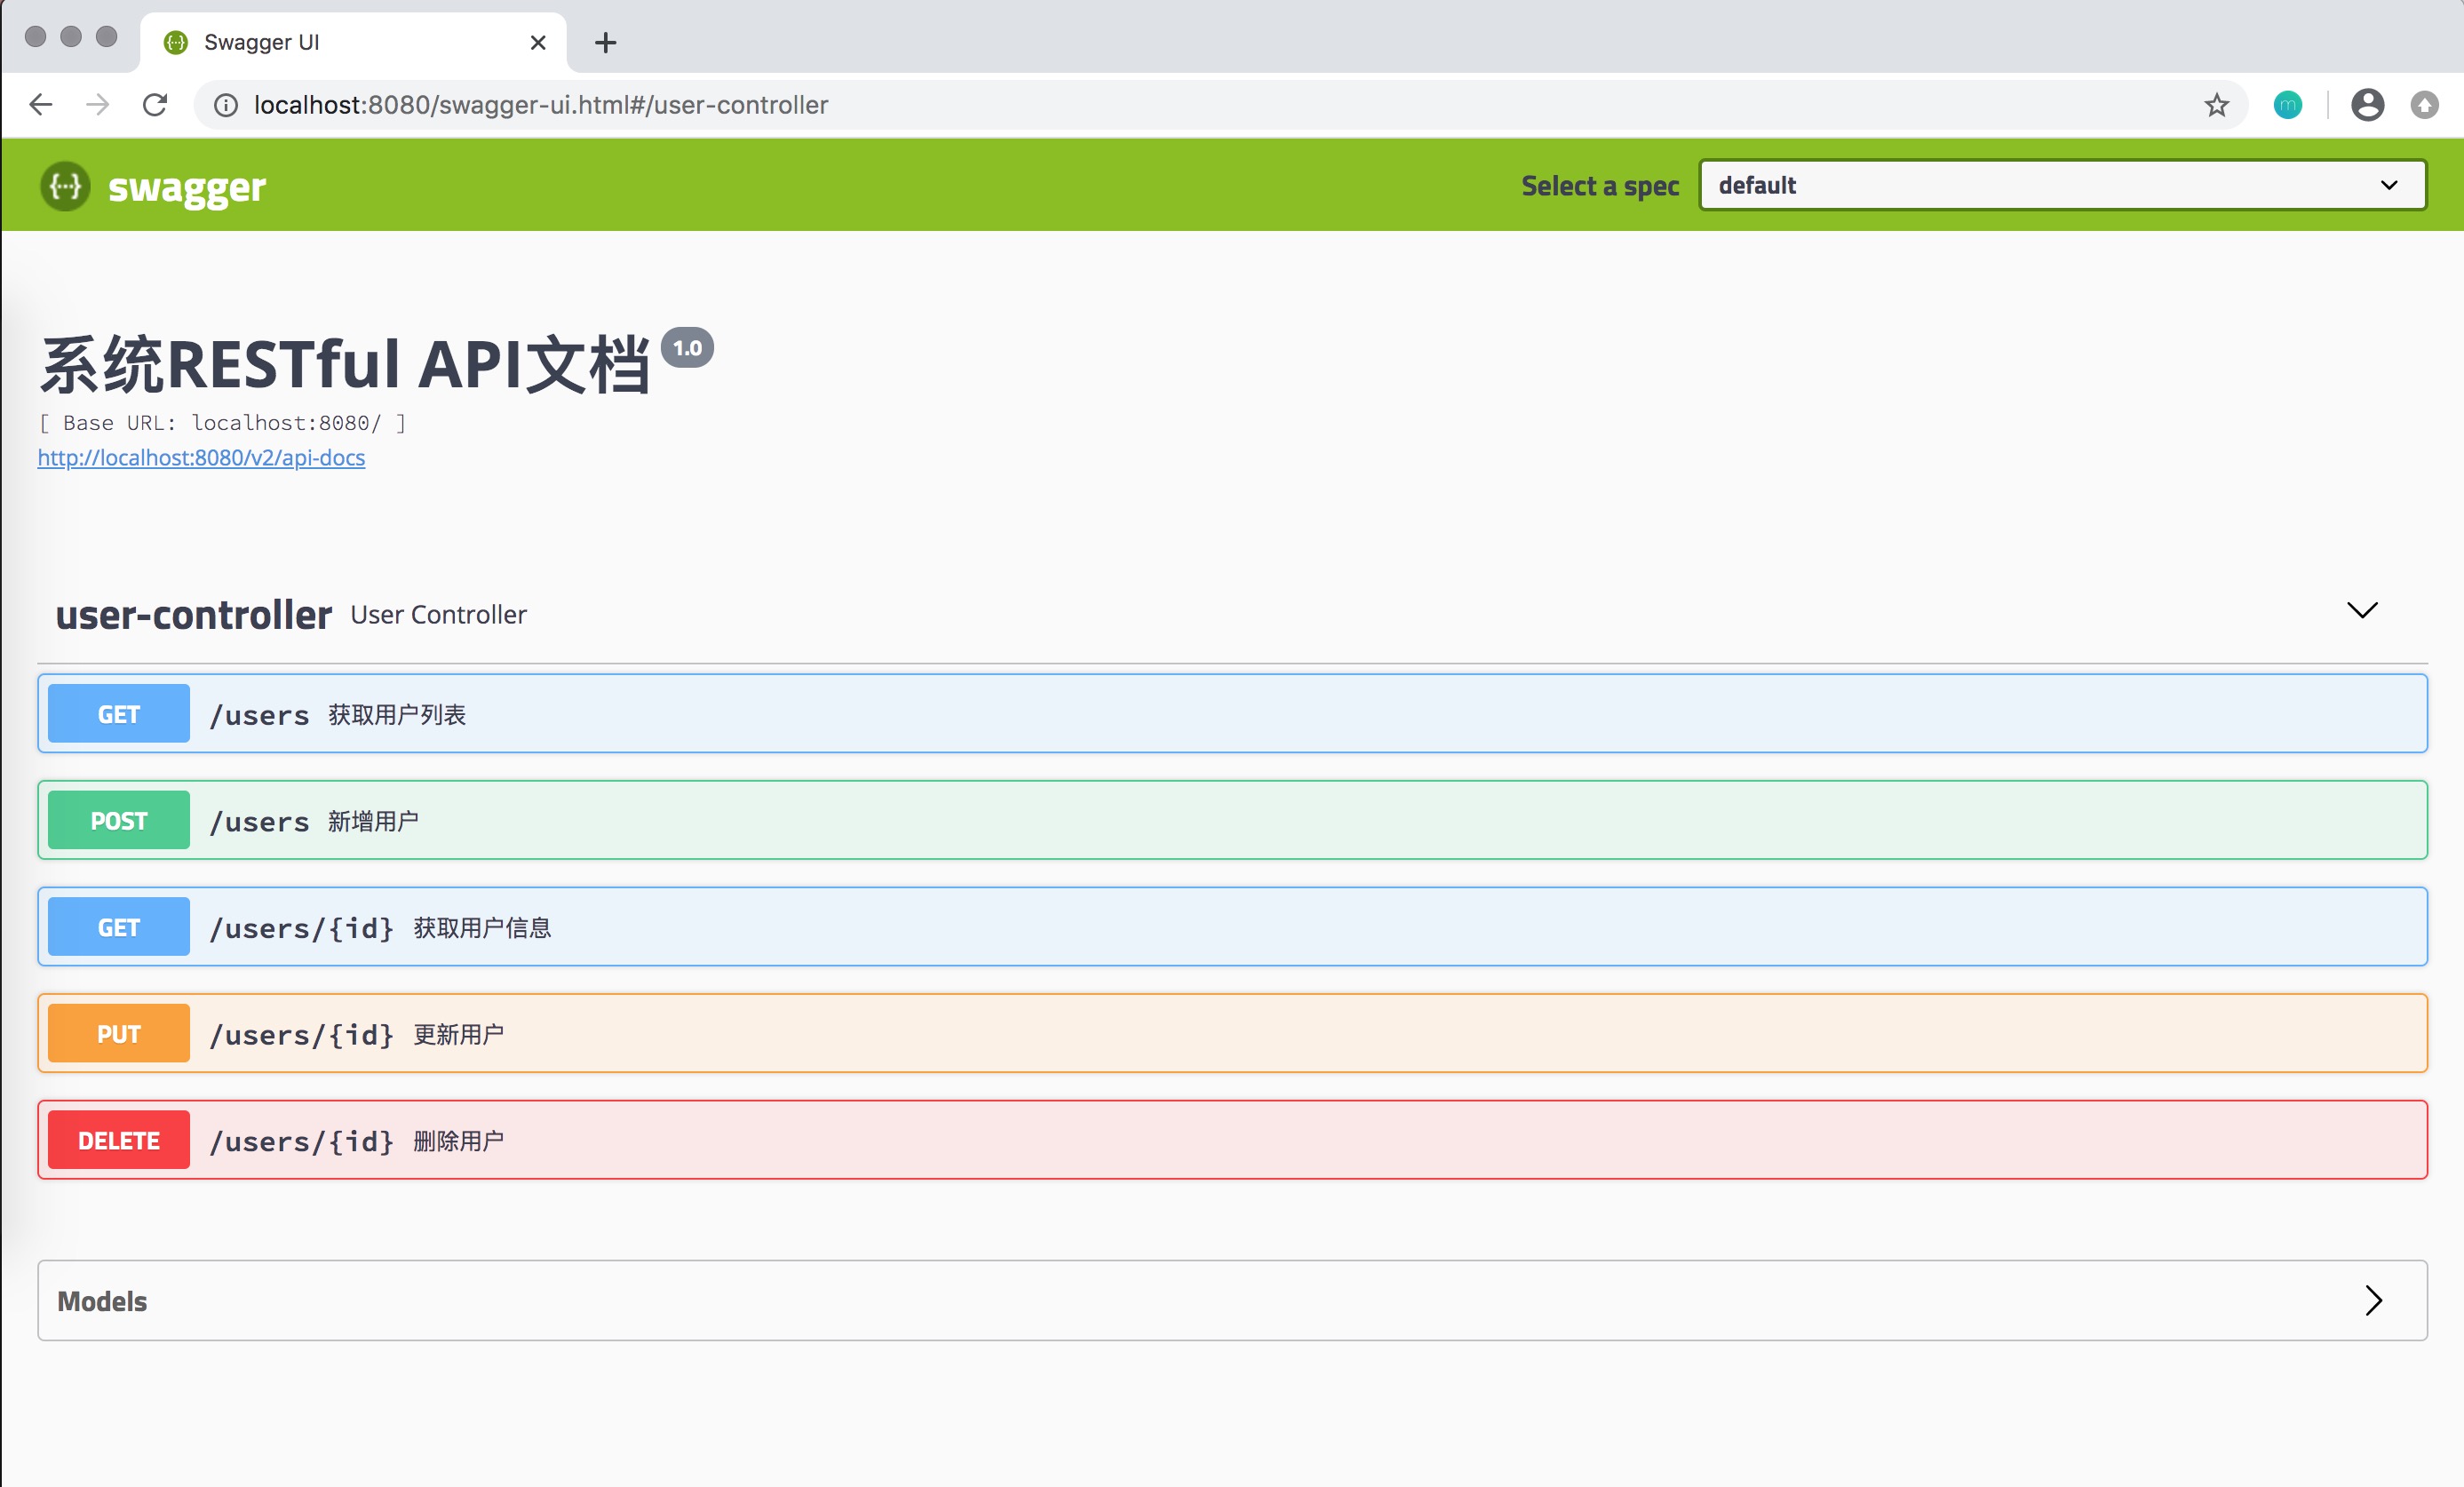 Swagger UI
localhost:8080/swagger-ui.html#/user-controller
m
{···} swagger
Select a spec default
系统RESTful API文档 1.0
[ Base URL: localhost:8080/ ]
http://localhost:8080/v2/api-docs
user-controller User Controller
GET /users 获取用户列表
POST /users 新增用户
GET /users/{id} 获取用户信息
PUT /users/{id} 更新用户
DELETE /users/{id} 删除用户
Models